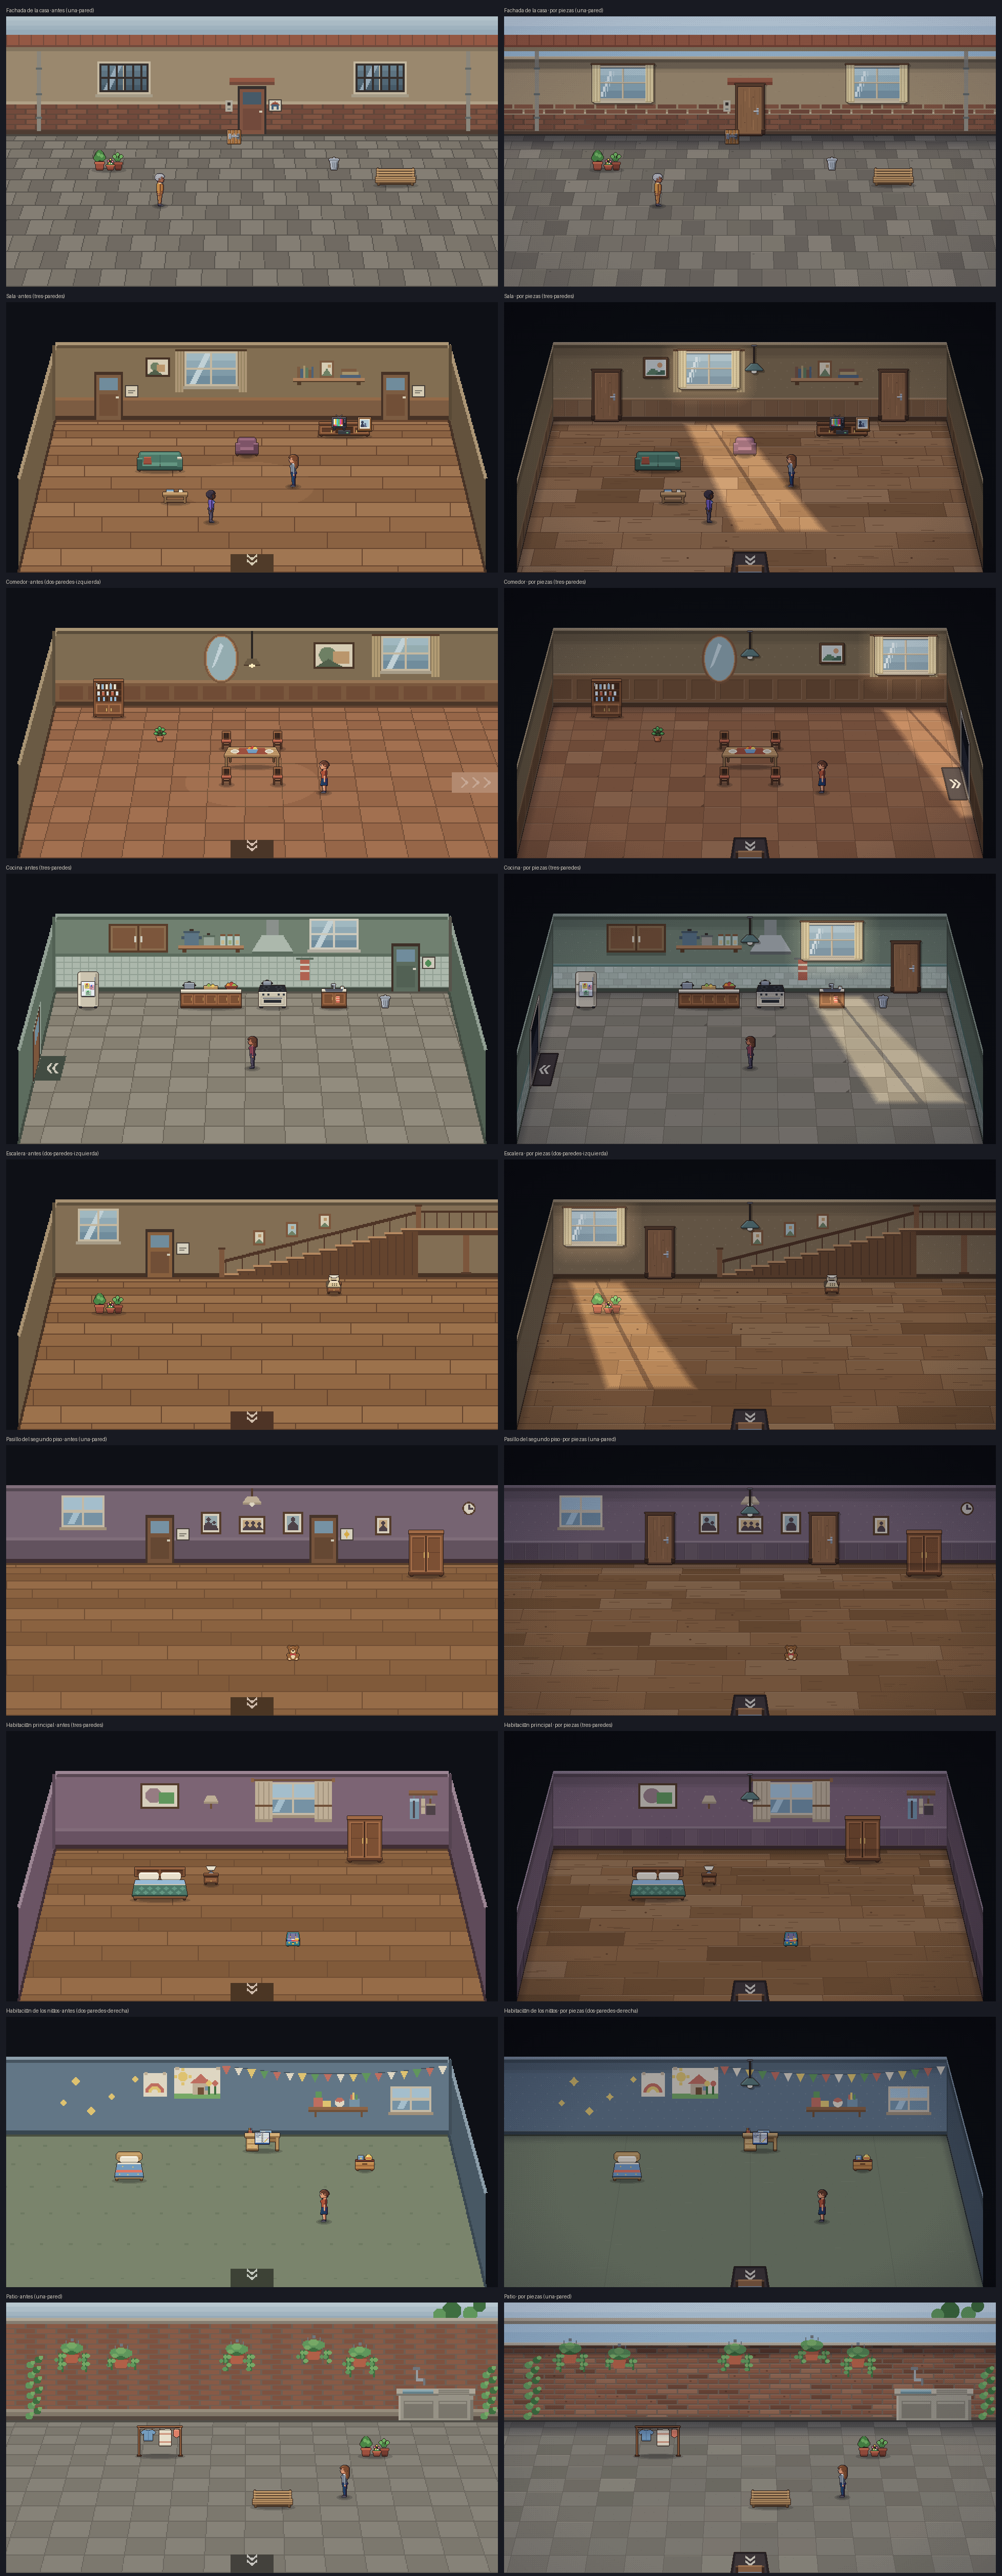 Fachada de la casa · antes (una-pared)
Fachada de la casa · por piezas (una-pared)
Sala · antes (tres-paredes)
Sala · por piezas (tres-paredes)
Comedor · antes (dos-paredes-izquierda)
Comedor · por piezas (tres-paredes)
Cocina · antes (tres-paredes)
Cocina · por piezas (tres-paredes)
Escalera · antes (dos-paredes-izquierda)
Escalera · por piezas (dos-paredes-izquierda)
Pasillo del segundo piso · antes (una-pared)
Pasillo del segundo piso · por piezas (una-pared)
Habitación principal · antes (tres-paredes)
Habitación principal · por piezas (tres-paredes)
Habitación de los niños · antes (dos-paredes-derecha)
Habitación de los niños · por piezas (dos-paredes-derecha)
Patio · antes (una-pared)
Patio · por piezas (una-pared)